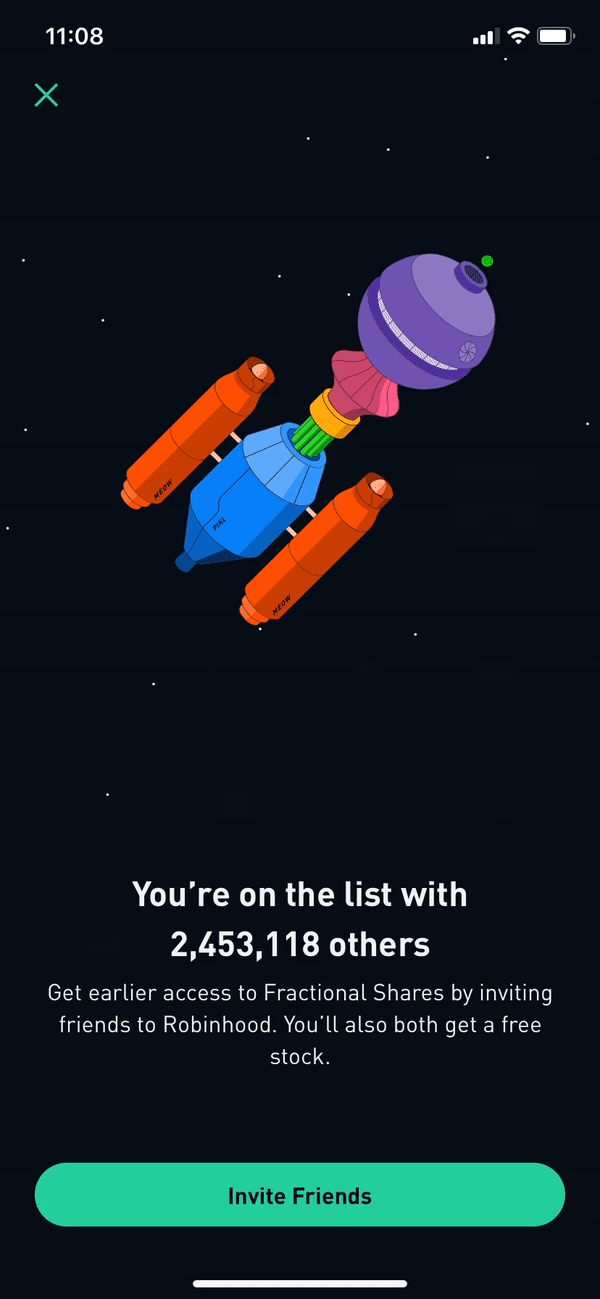 11:08
MEOW
PIKL
MEOW
You’re on the list with
2,453,118 others
Get earlier access to Fractional Shares by inviting
friends to Robinhood. You’ll also both get a free
stock.
Invite Friends